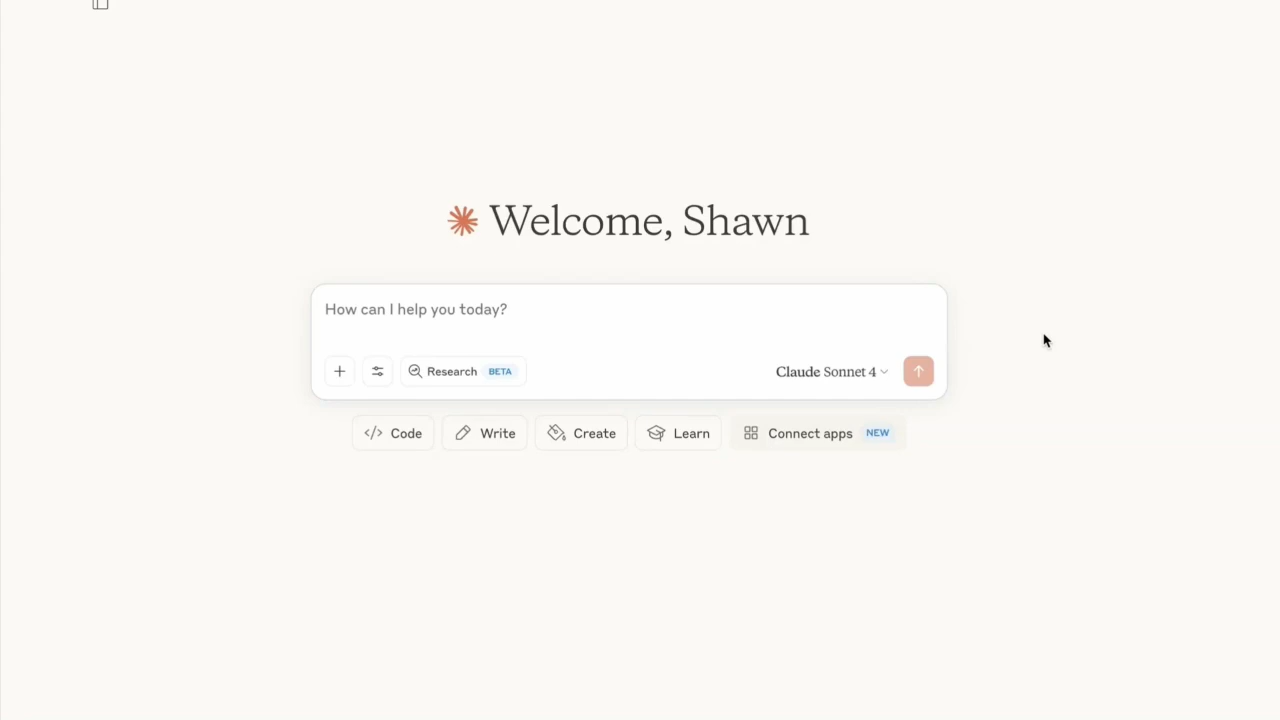 Welcome, Shawn
How can I help you today?
Research BETA
Claude Sonnet 4
Code
Write
Create
Learn
Connect apps NEW